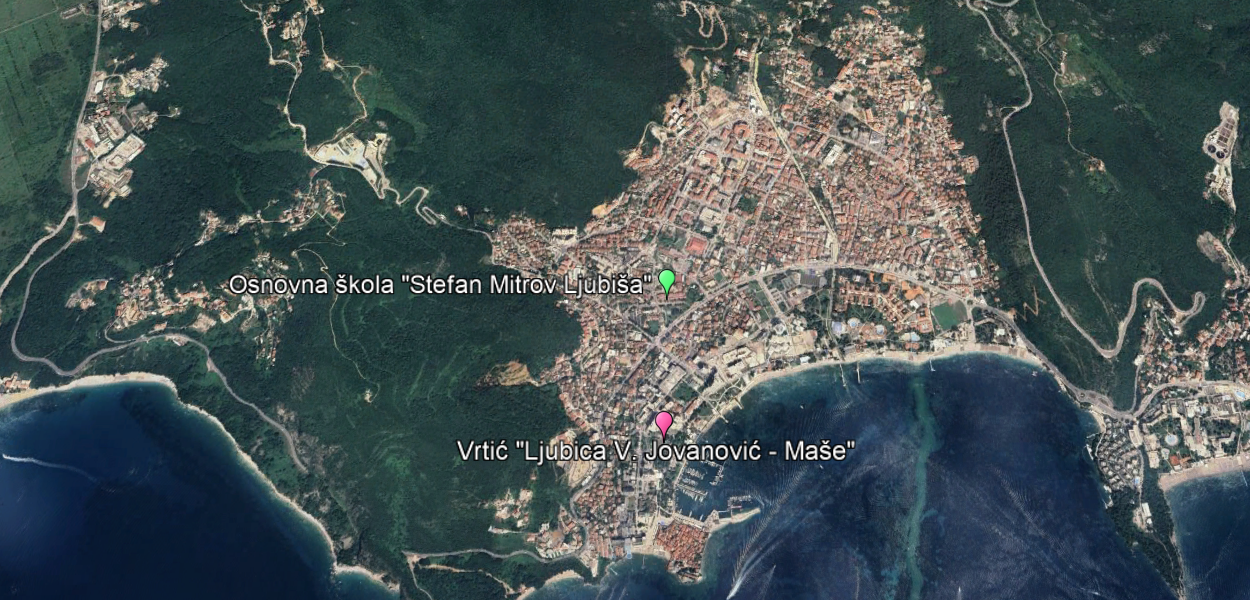 Osnovna škola "Stefan Mitrov Ljubiša"
Vrtić "Ljubica V. Jovanović - Maše"